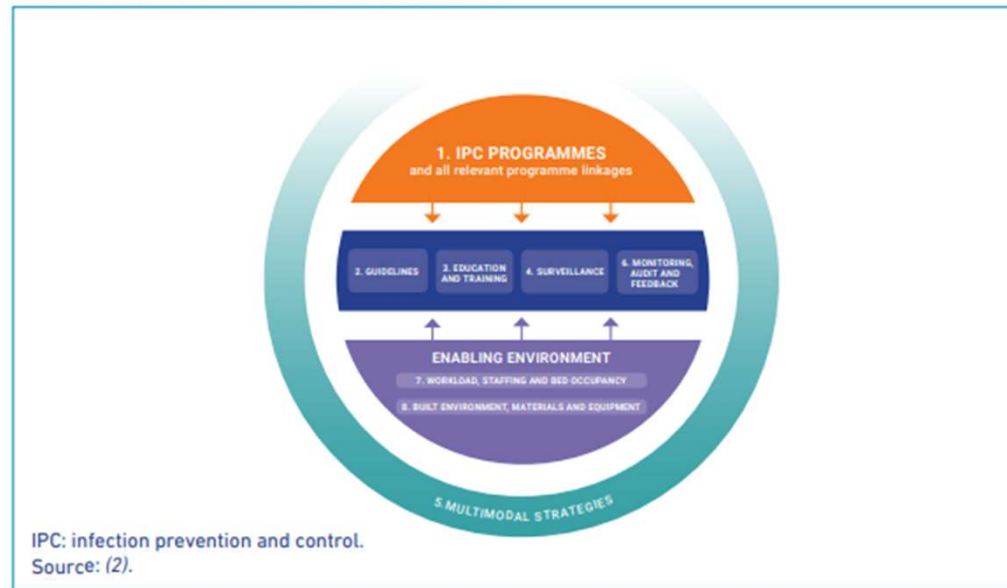 1. IPC PROGRAMMES
and all relevant programme linkages
2. GUIDELINES
3. EDUCATION
AND TRAINING
4. SURVEILLANCE
6. MONITORING,
AUDIT AND
FEEDBACK
ENABLING ENVIRONMENT
7. WORKLOAD, STAFFING AND BED OCCUPANCY
8. BUILT ENVIRONMENT, MATERIALS AND EQUIPMENT
5.MULTIMODAL STRATEGIES
IPC: infection prevention and control.
Source: (2).